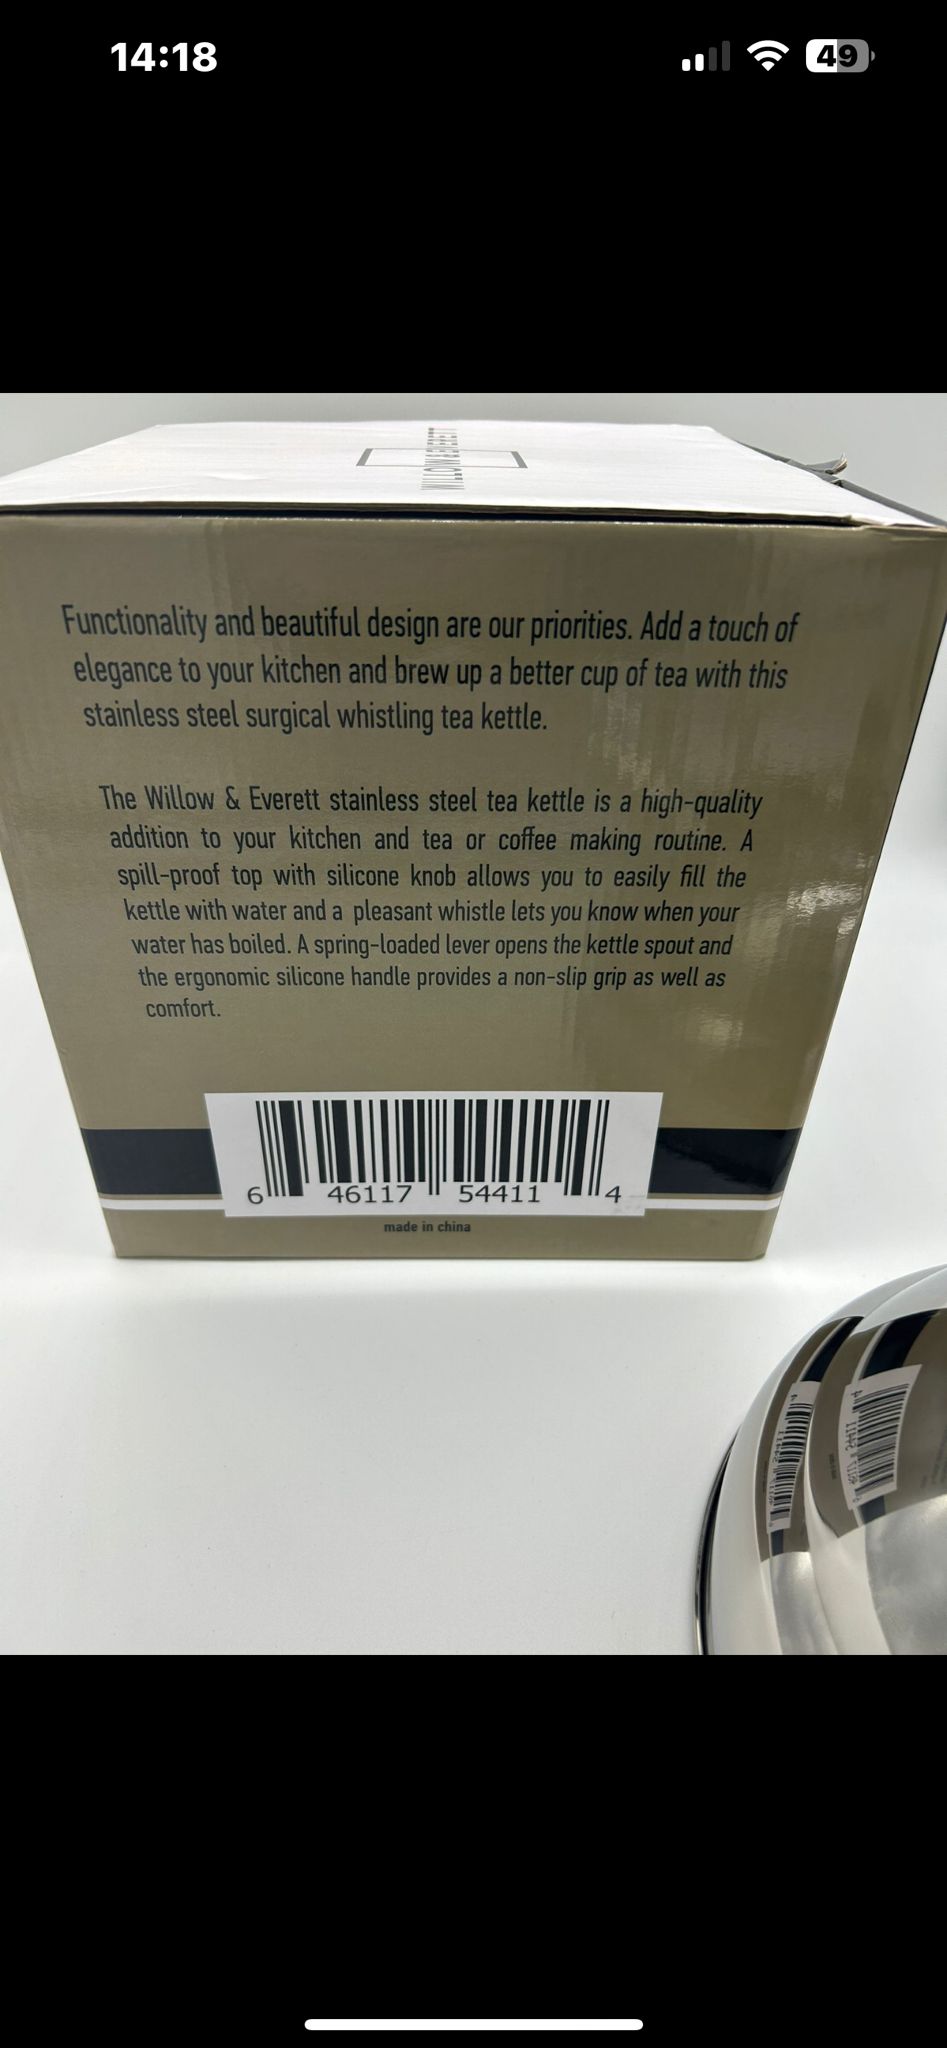 14:18
49
WILLOW & EVERETT
Functionality and beautiful design are our priorities. Add a touch of
elegance to your kitchen and brew up a better cup of tea with this
stainless steel surgical whistling tea kettle.
The Willow & Everett stainless steel tea kettle is a high-quality
addition to your kitchen and tea or coffee making routine. A
spill-proof top with silicone knob allows you to easily fill the
kettle with water and a pleasant whistle lets you know when your
water has boiled. A spring-loaded lever opens the kettle spout and
the ergonomic silicone handle provides a non-slip grip as well as
comfort.
6 46117 54411 4
made in china